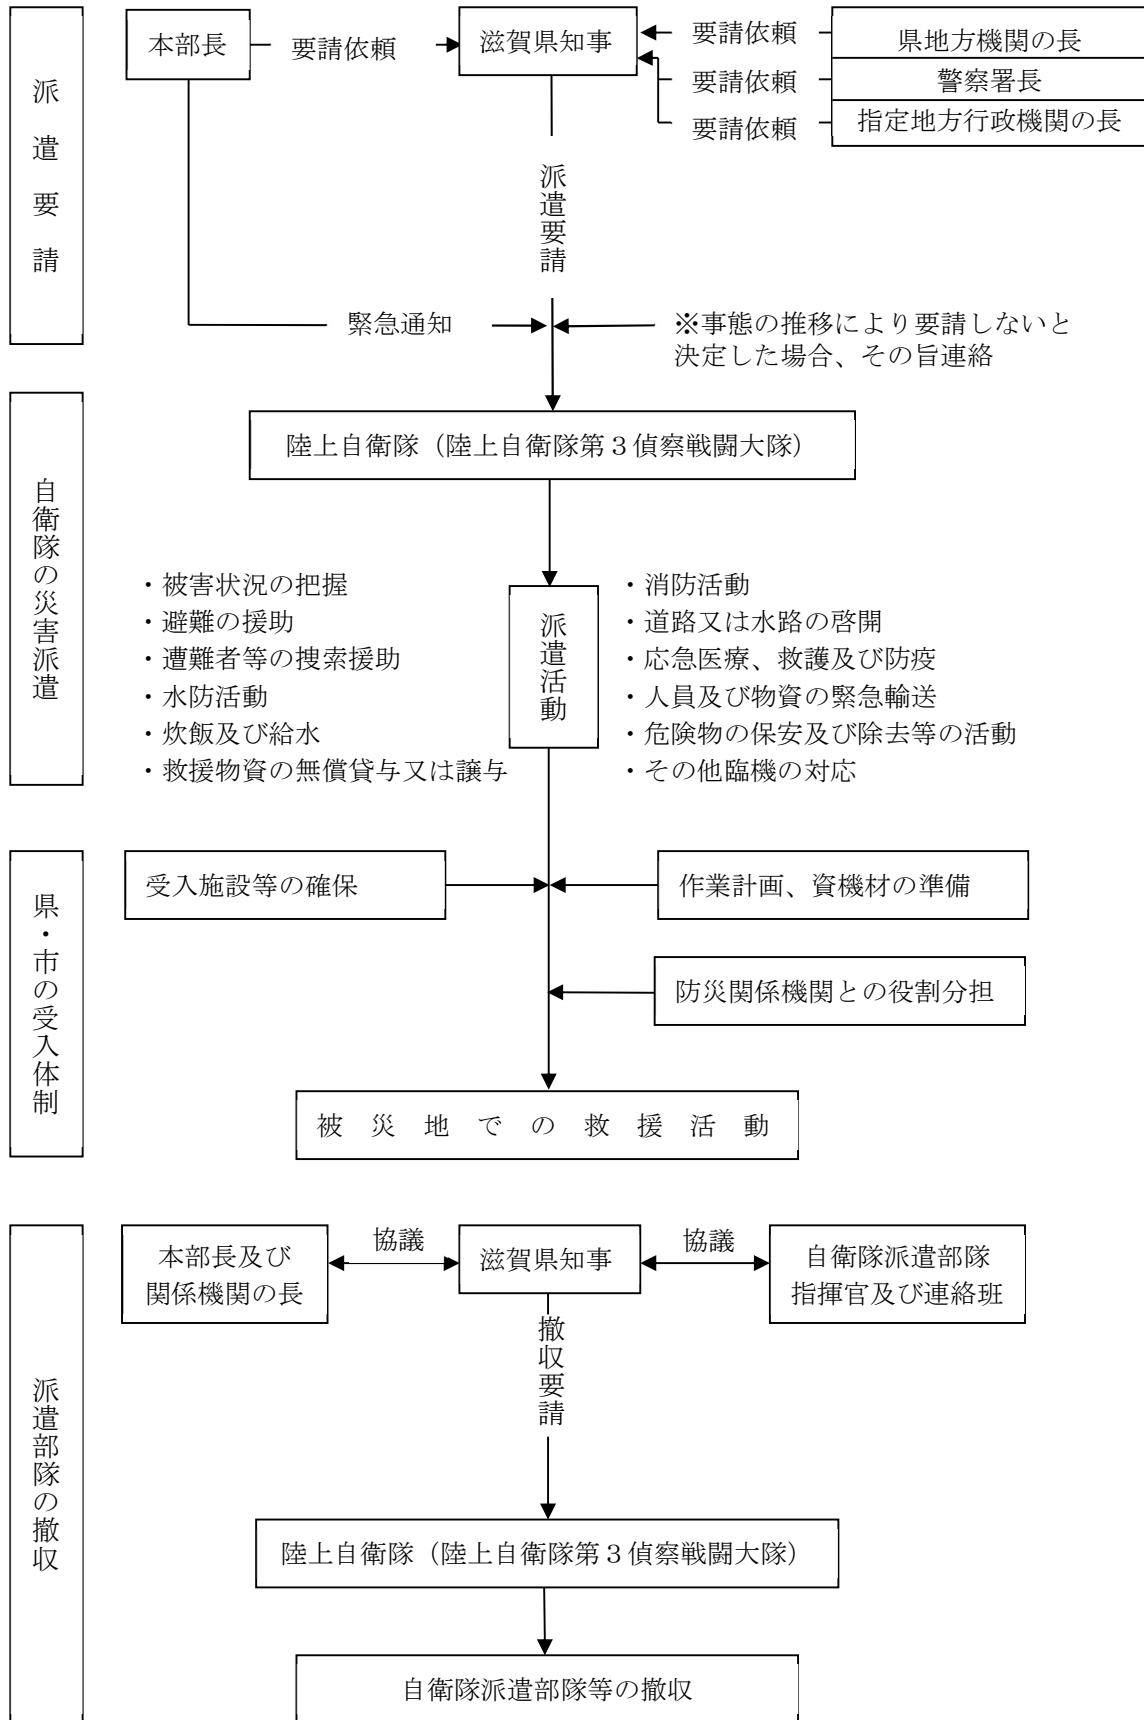 派遣要請
本部長
要請依頼
滋賀県知事
要請依頼
県地方機関の長
要請依頼
警察署長
要請依頼
指定地方行政機関の長
派遣要請
緊急通知
※事態の推移により要請しないと
決定した場合、その旨連絡
自衛隊の災害派遣
陸上自衛隊（陸上自衛隊第３偵察戦闘大隊）
・被害状況の把握
・避難の援助
・遭難者等の捜索援助
・水防活動
・炊飯及び給水
・救援物資の無償貸与又は譲与
派遣活動
・消防活動
・道路又は水路の啓開
・応急医療、救護及び防疫
・人員及び物資の緊急輸送
・危険物の保安及び除去等の活動
・その他臨機の対応
県・市の受入体制
受入施設等の確保
作業計画、資機材の準備
防災関係機関との役割分担
被災地での救援活動
派遣部隊の撤収
本部長及び
関係機関の長
協議
滋賀県知事
協議
自衛隊派遣部隊
指揮官及び連絡班
撤収要請
陸上自衛隊（陸上自衛隊第３偵察戦闘大隊）
自衛隊派遣部隊等の撤収